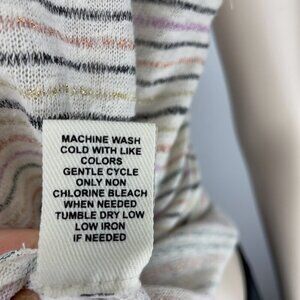 MACHINE WASH
COLD WITH LIKE
COLORS
GENTLE CYCLE
ONLY NON
CHLORINE BLEACH
WHEN NEEDED
TUMBLE DRY LOW
LOW IRON
IF NEEDED